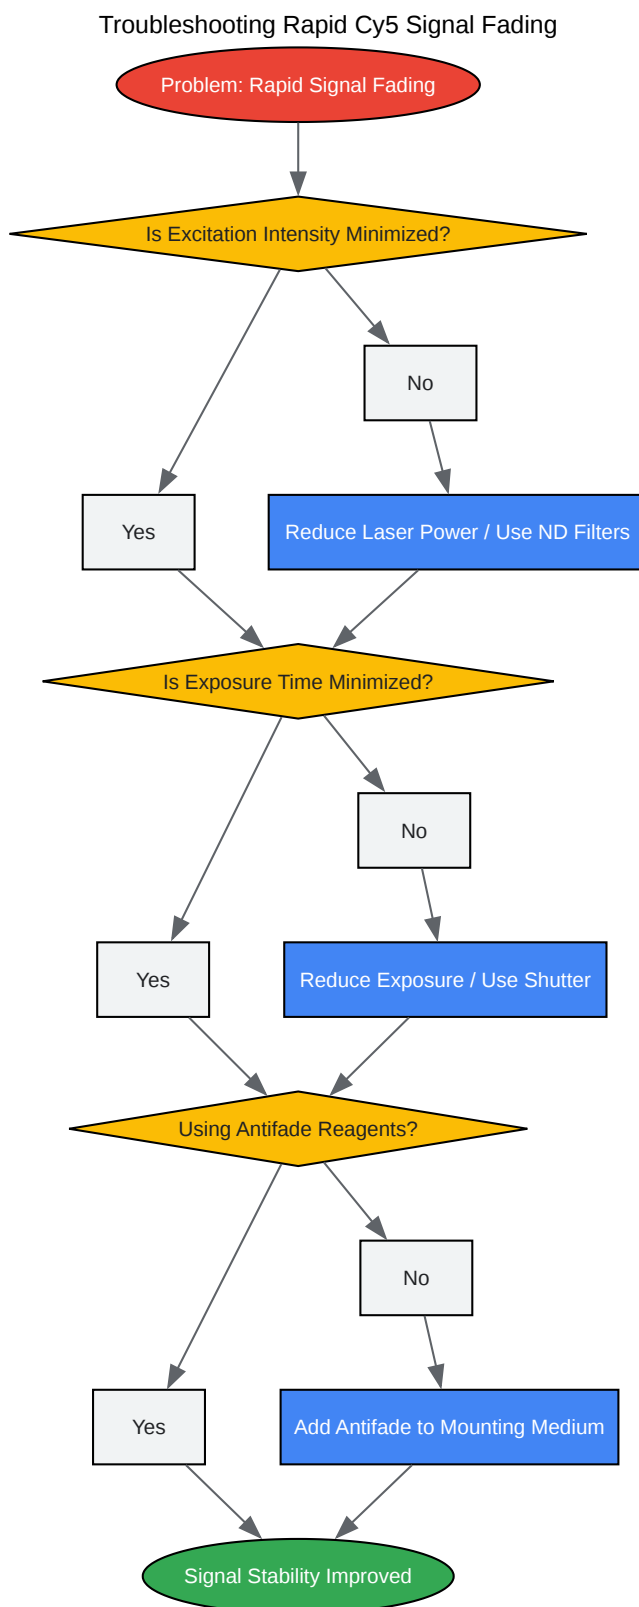 Troubleshooting Rapid Cy5 Signal Fading
Problem: Rapid Signal Fading
Is Excitation Intensity Minimized?
No
Yes
Reduce Laser Power / Use ND Filters
Is Exposure Time Minimized?
No
Yes
Reduce Exposure / Use Shutter
Using Antifade Reagents?
No
Yes
Add Antifade to Mounting Medium
Signal Stability Improved